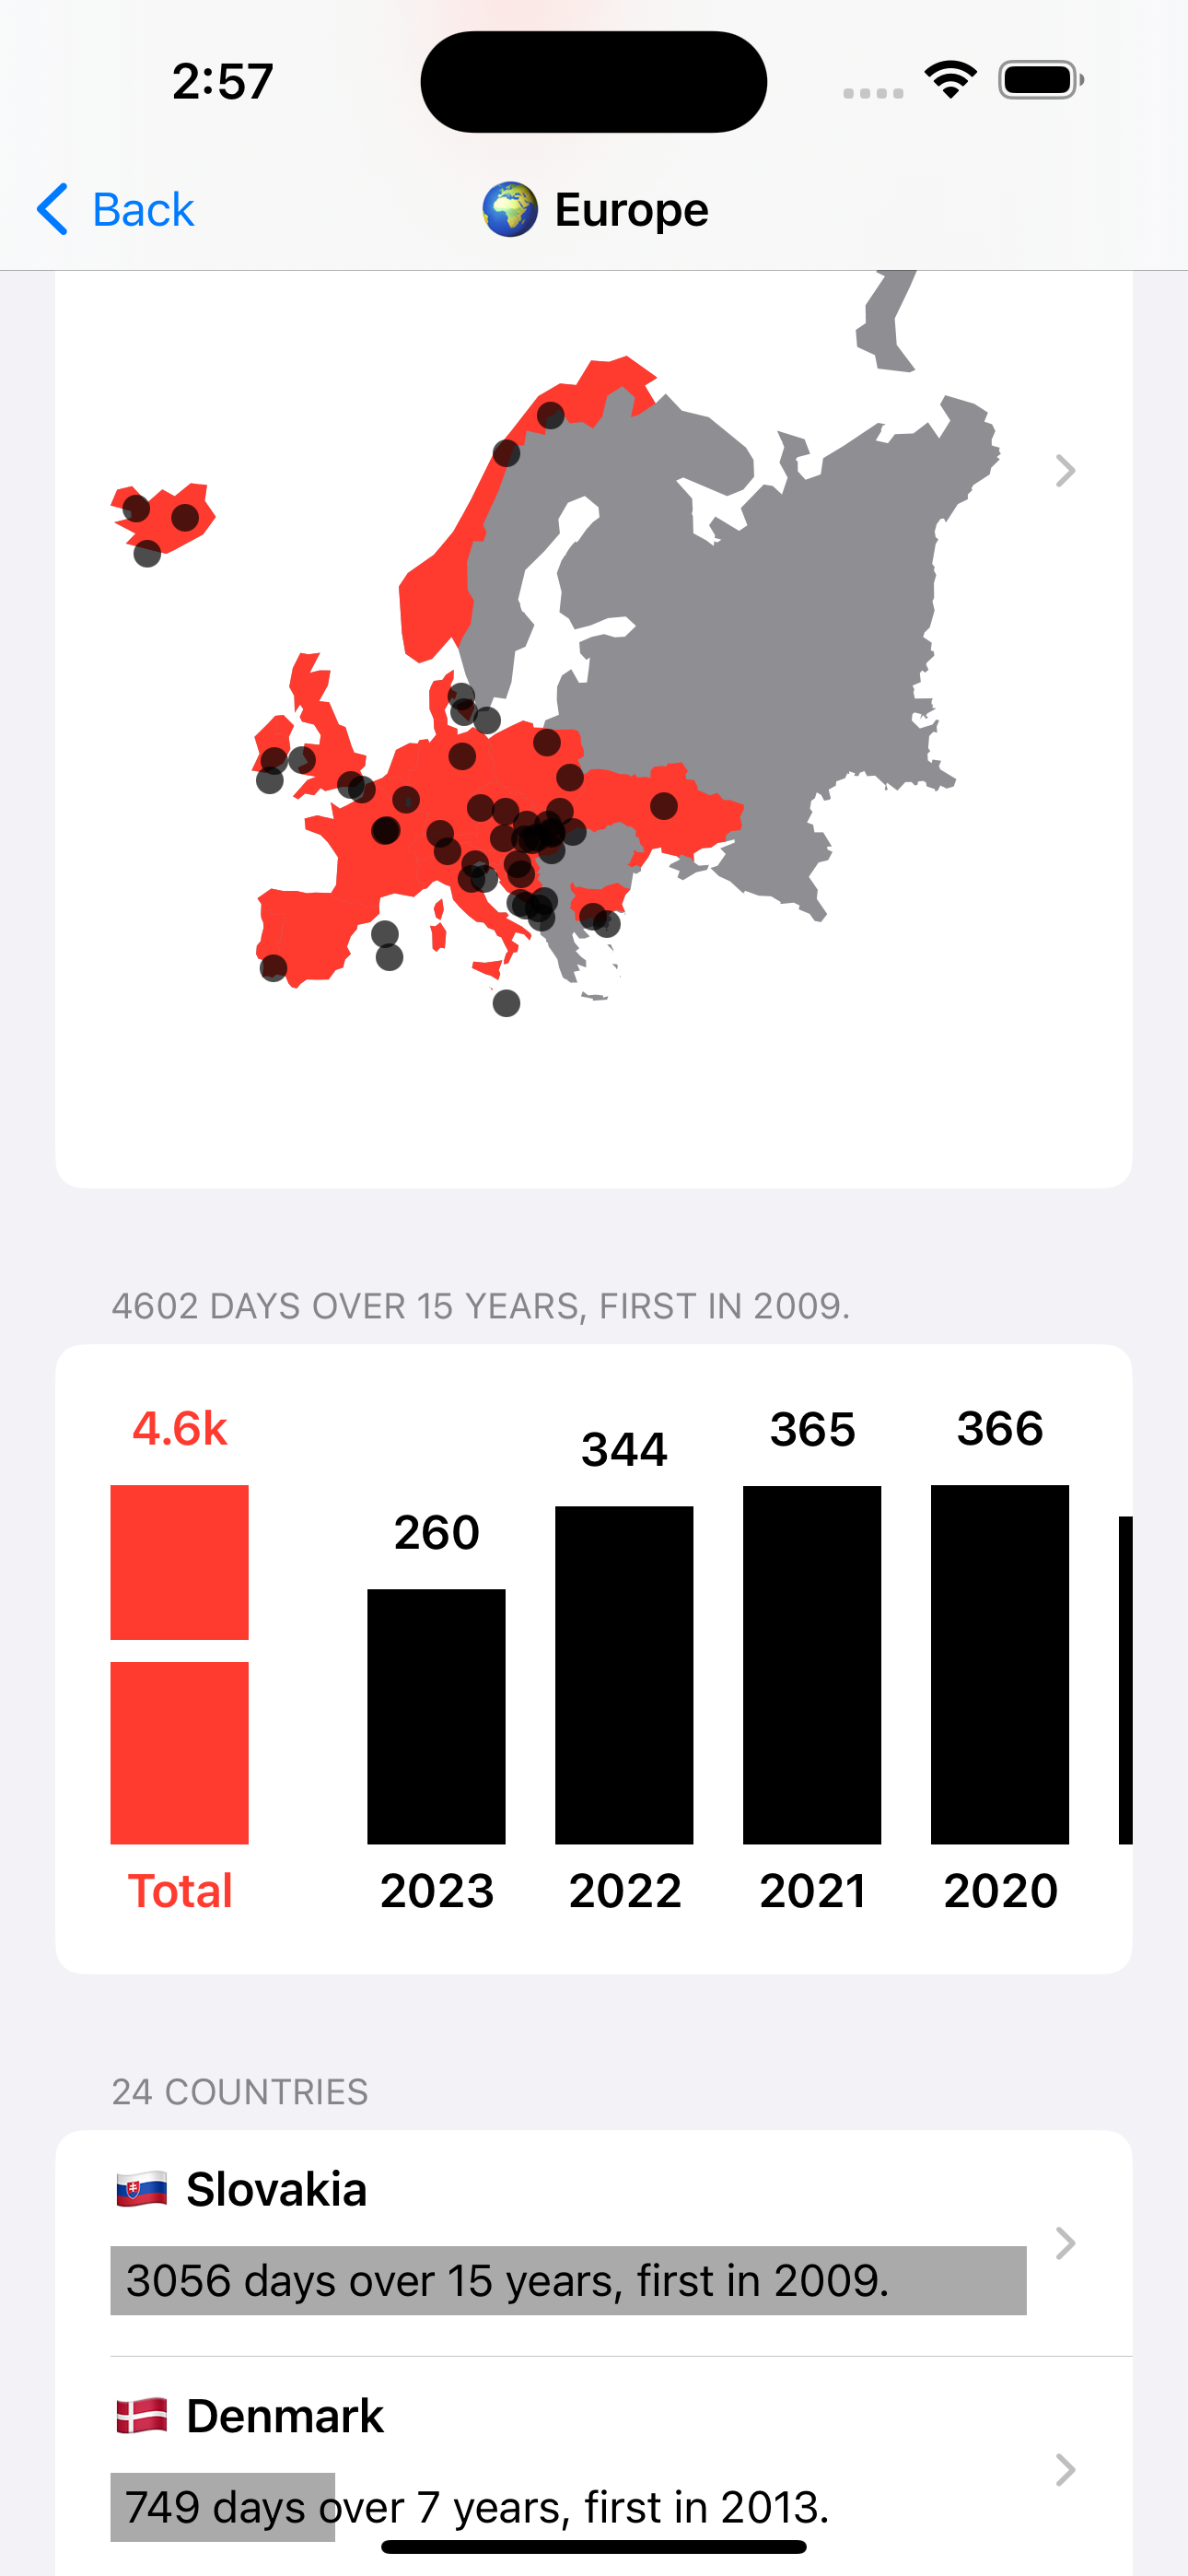 2:57
Back
Europe
4602 DAYS OVER 15 YEARS, FIRST IN 2009.
4.6k
260
344
365
366
Total
2023
2022
2021
2020
24 COUNTRIES
Slovakia
3056 days over 15 years, first in 2009.
Denmark
749 days over 7 years, first in 2013.